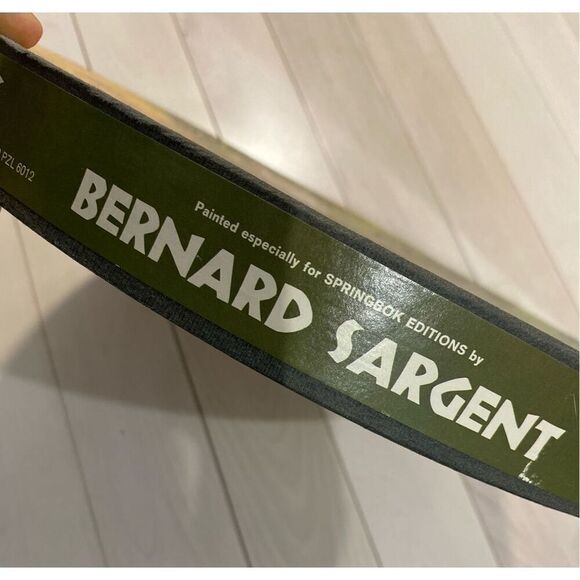 PZL 6012
Painted especially for SPRINGBOK EDITIONS by
BERNARD SARGENT